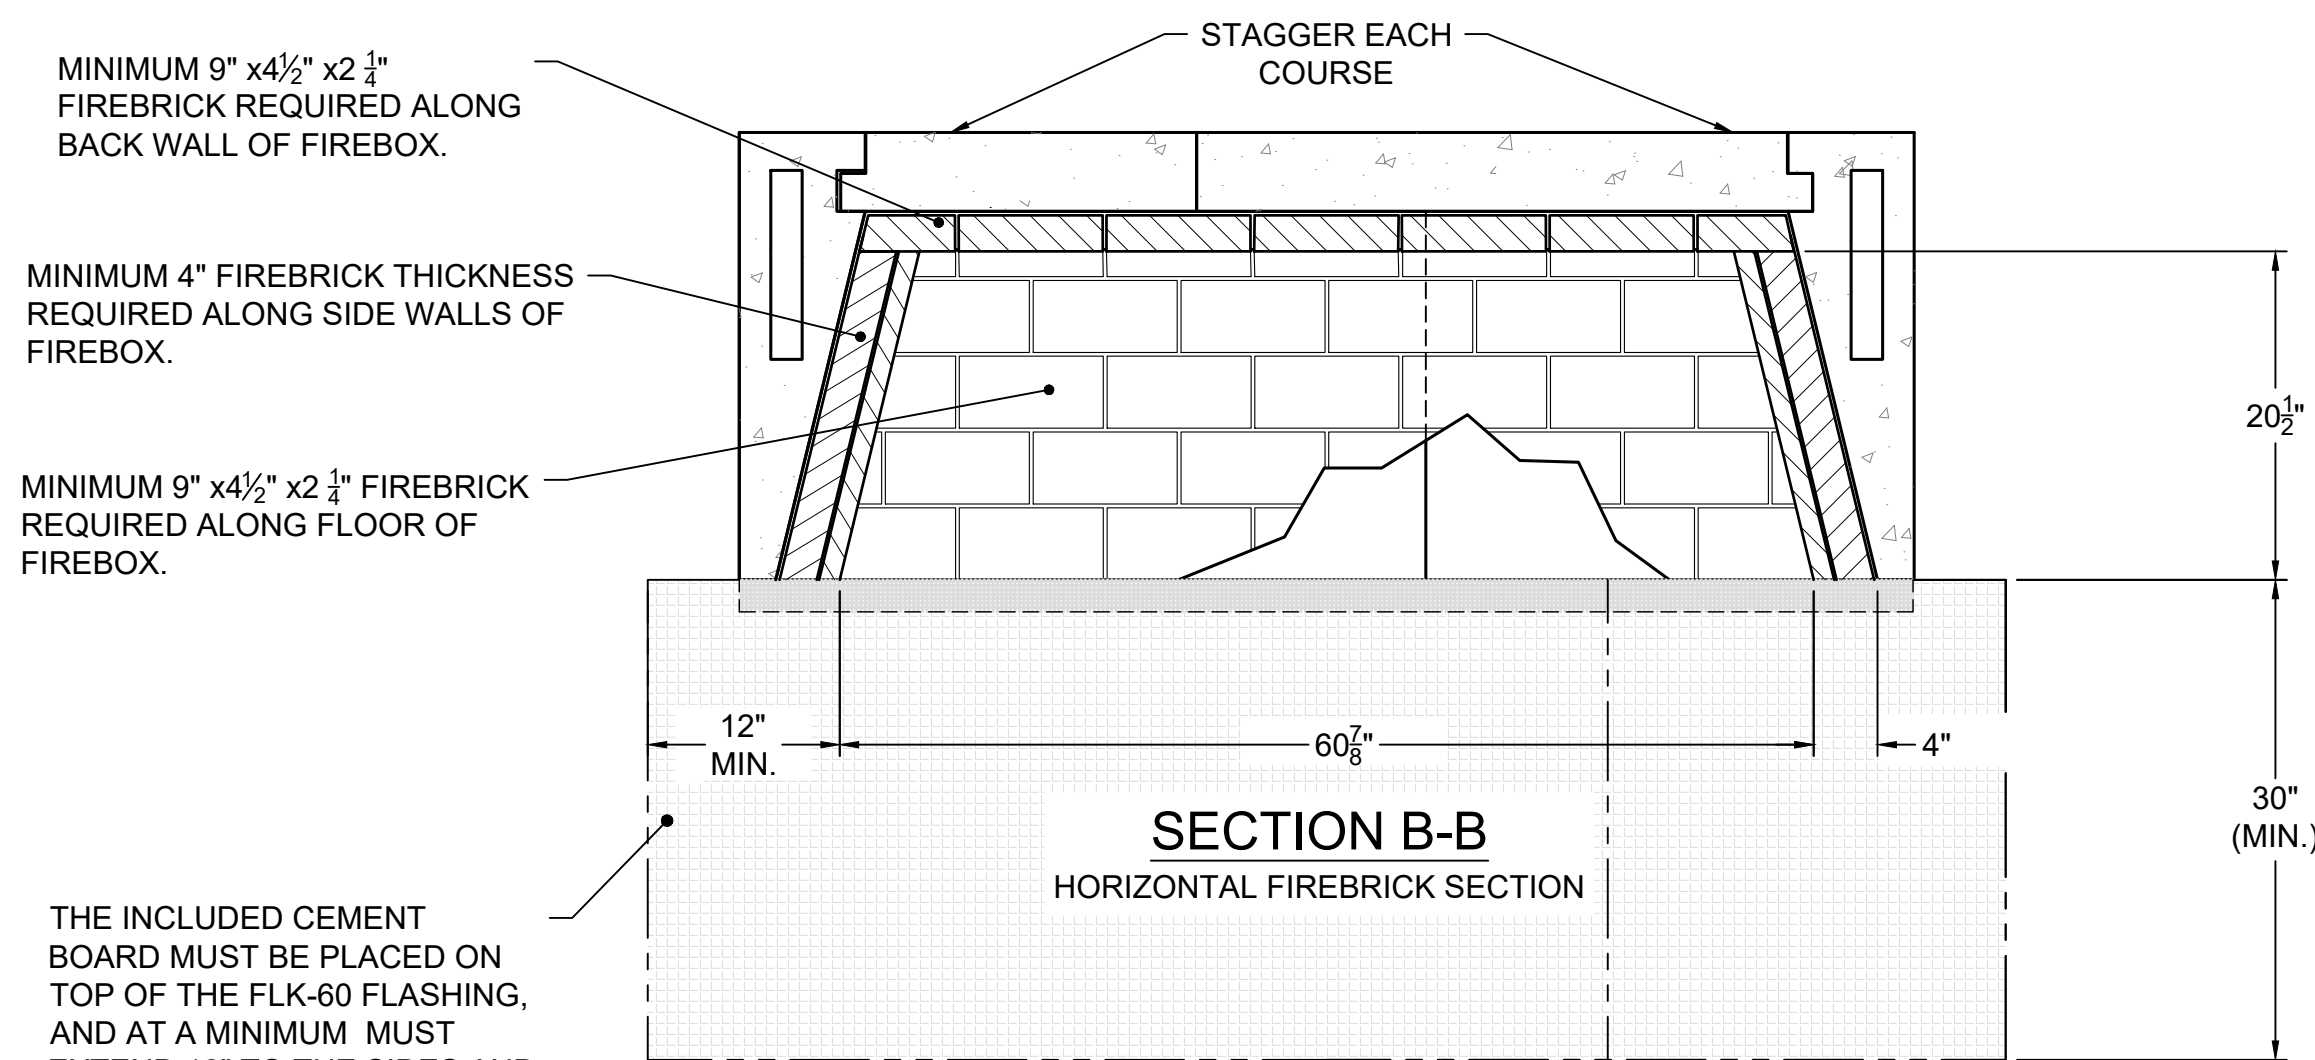 STAGGER EACH
COURSE
MINIMUM 9" x4½" x2 ¼"
FIREBRICK REQUIRED ALONG
BACK WALL OF FIREBOX.
MINIMUM 4" FIREBRICK THICKNESS
REQUIRED ALONG SIDE WALLS OF
FIREBOX.
MINIMUM 9" x4½" x2 ¼" FIREBRICK
REQUIRED ALONG FLOOR OF
FIREBOX.
20½"
12"
MIN.
60⅞"
4"
30"
(MIN.)
SECTION B-B
HORIZONTAL FIREBRICK SECTION
THE INCLUDED CEMENT
BOARD MUST BE PLACED ON
TOP OF THE FLK-60 FLASHING,
AND AT A MINIMUM MUST